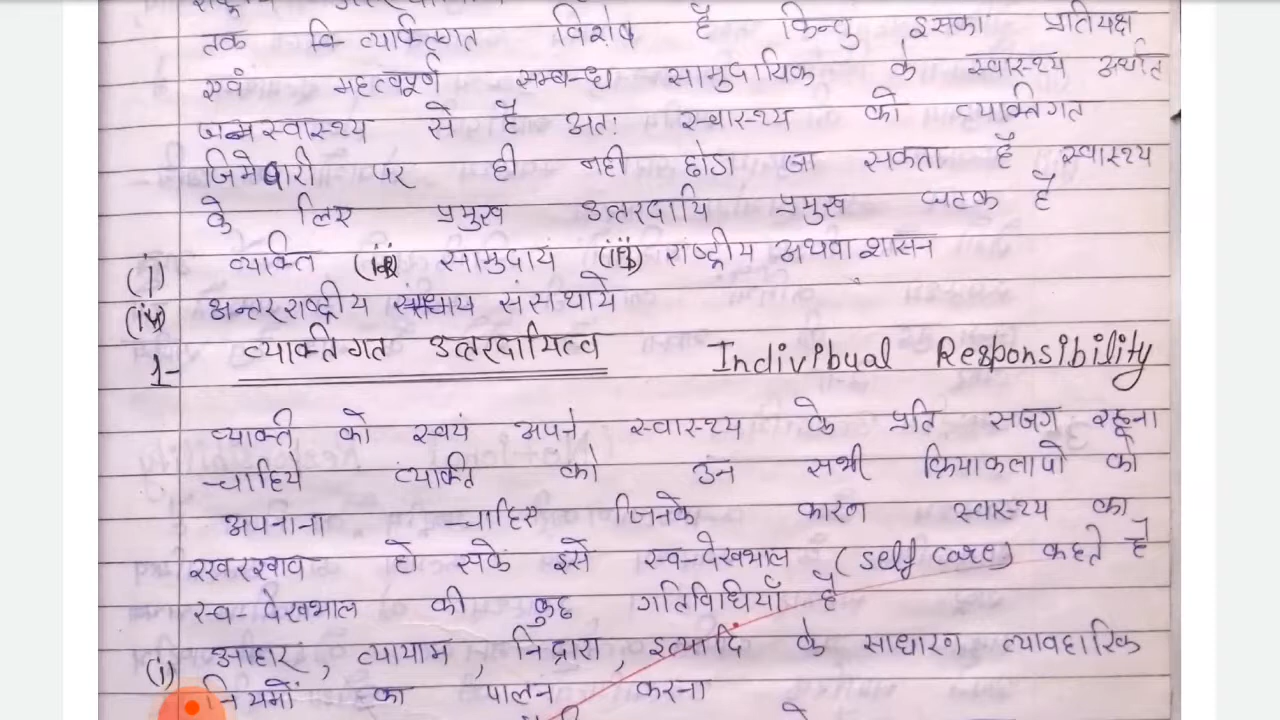 तक कि व्यक्तिगत विशेष है किन्तु इसका प्रतियक्ष
एवं महत्वपूर्ण सम्बन्ध सामुदायिक के स्वास्थ्य अर्थात
जन्मस्वास्थ्य से है अतः स्वास्थ्य की व्यक्तिगत
जिमेदारी पर ही नही छोडा जा सकता है स्वास्थ्य
के लिए प्रमुख उत्तरदायि प्रमुख घटक है
(i) व्यक्ति (ii) सामुदाय (iii) राष्ट्रीय अथवा शासन
(iv) अन्तरराष्ट्रीय संसथाये
1- व्यक्तिगत उत्तरदायित्व Indivibual Responsibility
व्यक्ती को स्वयं अपने स्वास्थ्य के प्रति सजग रहना
चाहिये व्यक्ति को उन सभी क्रियाकलापो को
अपनाना चाहिए जिनके कारण स्वास्थ्य का
रखरखाव हो सके इसे स्व-देखभाल (self care) कहते है
स्व-देखभाल की कुछ गतिविधियाँ है
(i) आहार, व्यायाम, निद्रारा, इत्यादि के साधारण व्यावहारिक
नियमों का पालन करना